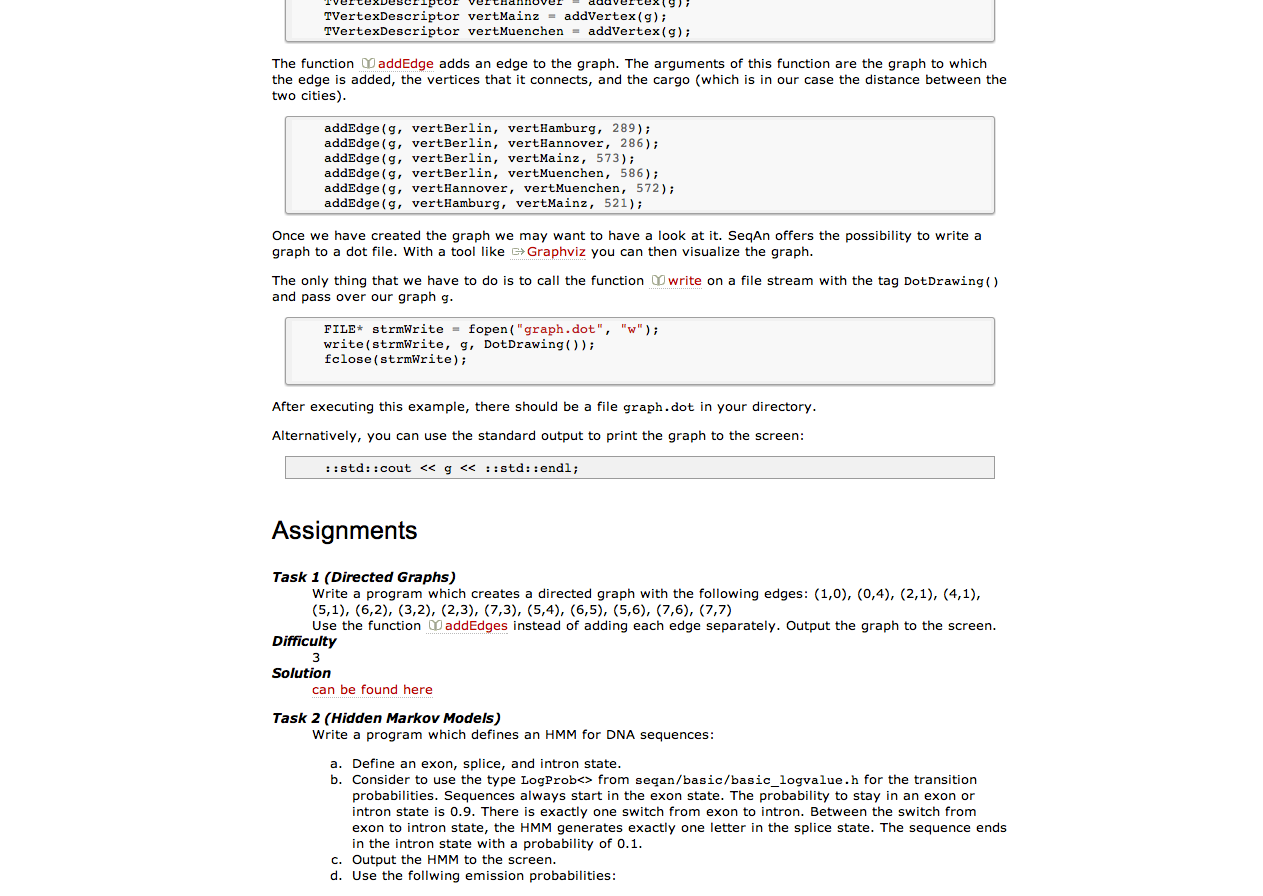 TVertexDescriptor vertHannover = addVertex(g);
TVertexDescriptor vertMainz = addVertex(g);
TVertexDescriptor vertMuenchen = addVertex(g);
The function addEdge adds an edge to the graph. The arguments of this function are the graph to which
the edge is added, the vertices that it connects, and the cargo (which is in our case the distance between the
two cities).
addEdge(g, vertBerlin, vertHamburg, 289);
addEdge(g, vertBerlin, vertHannover, 286);
addEdge(g, vertBerlin, vertMainz, 573);
addEdge(g, vertBerlin, vertMuenchen, 586);
addEdge(g, vertHannover, vertMuenchen, 572);
addEdge(g, vertHamburg, vertMainz, 521);
Once we have created the graph we may want to have a look at it. SeqAn offers the possibility to write a
graph to a dot file. With a tool like Graphviz you can then visualize the graph.
The only thing that we have to do is to call the function write on a file stream with the tag DotDrawing()
and pass over our graph g.
FILE* strmWrite = fopen("graph.dot", "w");
write(strmWrite, g, DotDrawing());
fclose(strmWrite);
After executing this example, there should be a file graph.dot in your directory.
Alternatively, you can use the standard output to print the graph to the screen:
::std::cout << g << ::std::endl;
Assignments
Task 1 (Directed Graphs)
Write a program which creates a directed graph with the following edges: (1,0), (0,4), (2,1), (4,1),
(5,1), (6,2), (3,2), (2,3), (7,3), (5,4), (6,5), (5,6), (7,6), (7,7)
Use the function addEdges instead of adding each edge separately. Output the graph to the screen.
Difficulty
3
Solution
can be found here
Task 2 (Hidden Markov Models)
Write a program which defines an HMM for DNA sequences:
a. Define an exon, splice, and intron state.
b. Consider to use the type LogProb<> from seqan/basic/basic_logvalue.h for the transition
probabilities. Sequences always start in the exon state. The probability to stay in an exon or
intron state is 0.9. There is exactly one switch from exon to intron. Between the switch from
exon to intron state, the HMM generates exactly one letter in the splice state. The sequence ends
in the intron state with a probability of 0.1.
c. Output the HMM to the screen.
d. Use the follwing emission probabilities: